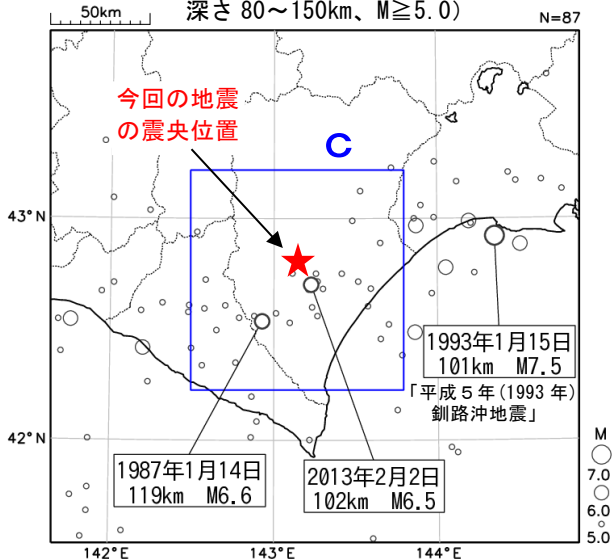 深さ 80～150km、M≧5.0)
50km
N=87
今回の地震
の震央位置
C
43°N
1993年1月15日
101km M7.5
「平成５年(1993 年)
釧路沖地震」
42°N
1987年1月14日
119km M6.6
2013年2月2日
102km M6.5
M
7.0
6.0
5.0
142°E
143°E
144°E